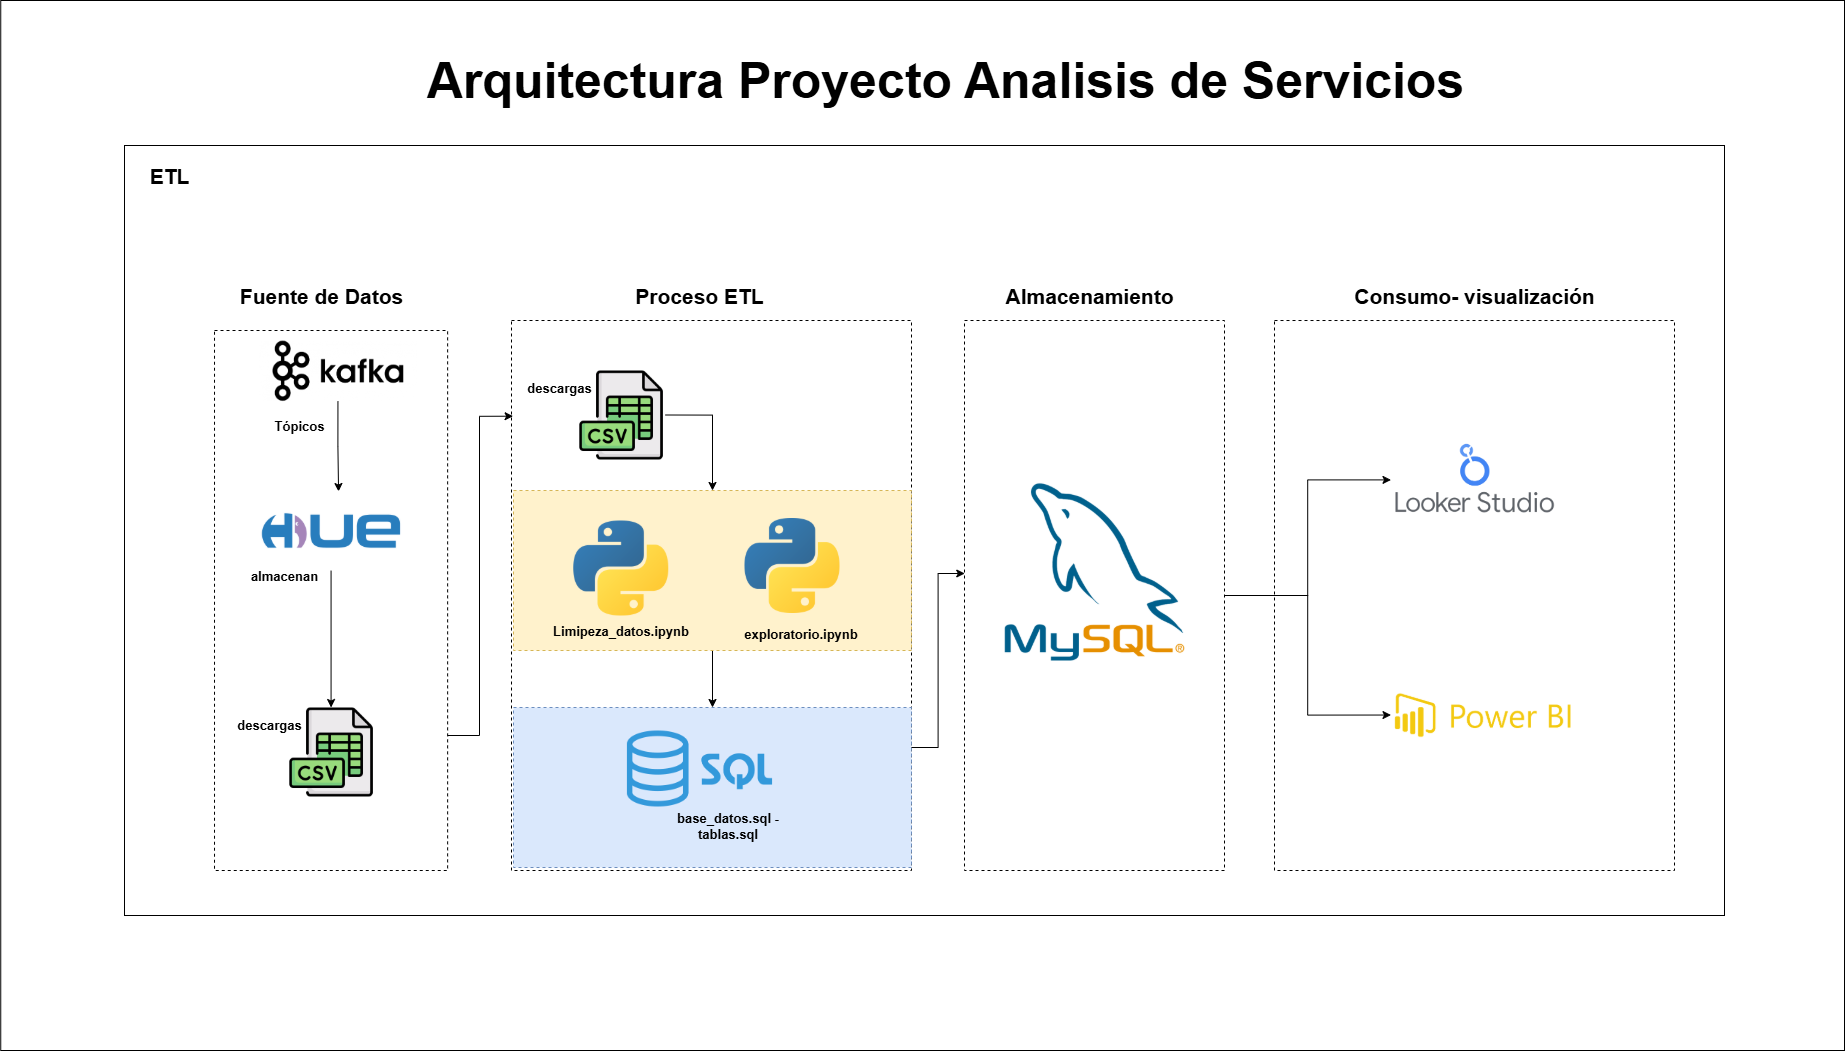 Arquitectura Proyecto Analisis de Servicios
ETL
Fuente de Datos
kafka
Tópicos
HUE
almacenan
descargas
CSV
Proceso ETL
descargas
CSV
Limipeza_datos.ipynb
exploratorio.ipynb
SQL
base_datos.sql -
tablas.sql
Almacenamiento
MySQL®
Consumo- visualización
Looker Studio
Power BI